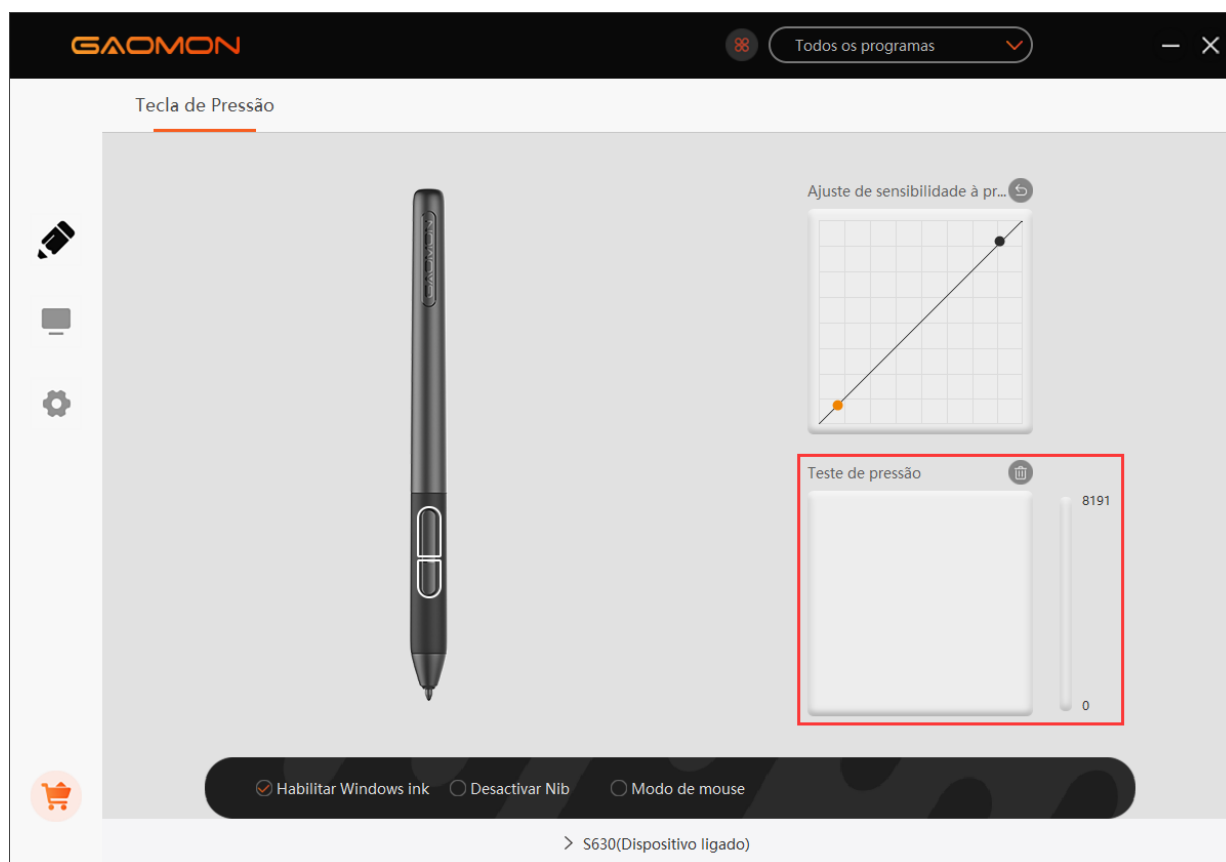 GAOMON
Todos os programas
Tecla de Pressão
GAOMON
Ajuste de sensibilidade à pr...
Teste de pressão
8191
0
Habilitar Windows ink
Desactivar Nib
Modo de mouse
S630(Dispositivo ligado)